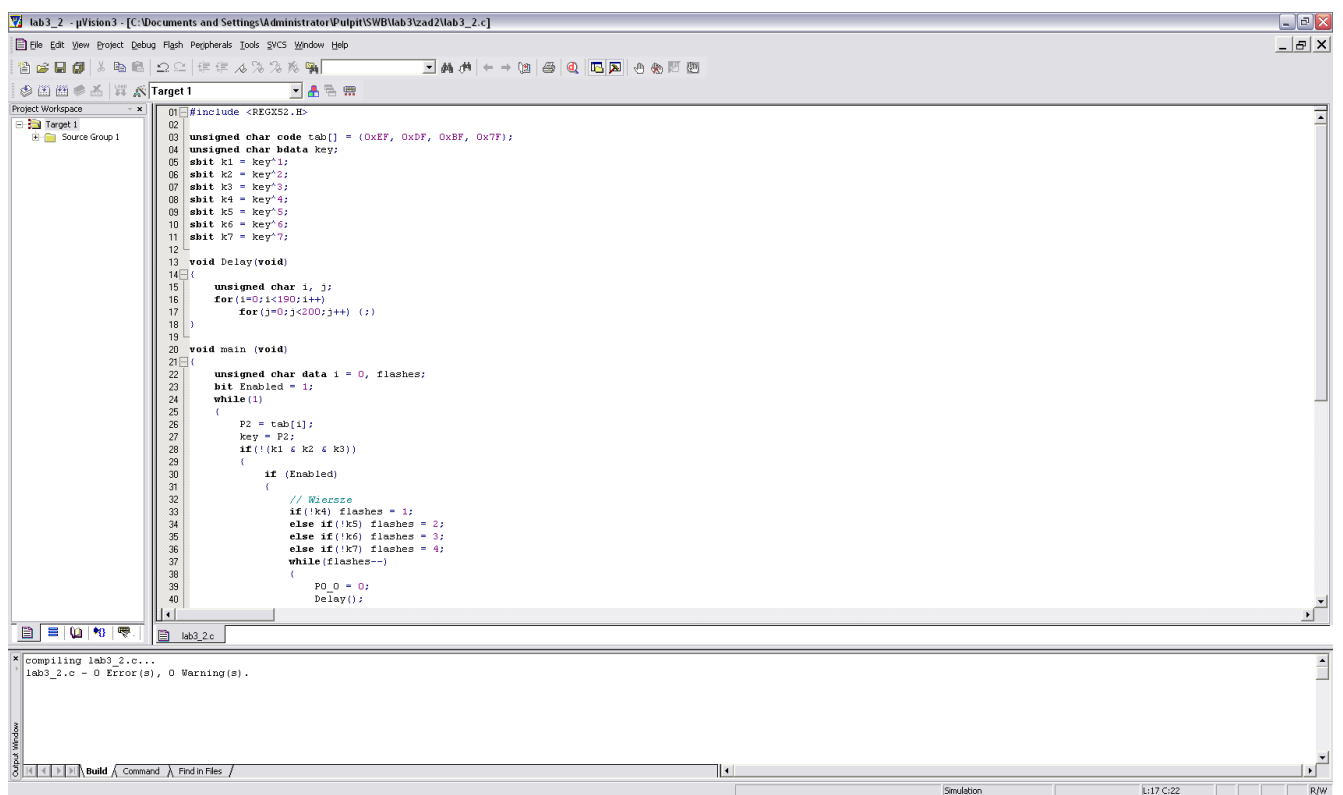 lab3_2 - µVision3 - [C:\Documents and Settings\Administrator\Pulpit\SWB\lab3\zad2\lab3_2.c]
File Edit View Project Debug Flash Peripherals Tools SVCS Window Help
Target 1
Project Workspace
Target 1
Source Group 1
01 #include <REGX52.H>
02
03 unsigned char code tab[] = {0xEF, 0xDF, 0xBF, 0x7F};
04 unsigned char bdata key;
05 sbit k1 = key^1;
06 sbit k2 = key^2;
07 sbit k3 = key^3;
08 sbit k4 = key^4;
09 sbit k5 = key^5;
10 sbit k6 = key^6;
11 sbit k7 = key^7;
12
13 void Delay(void)
14 {
15 unsigned char i, j;
16 for(i=0;i<190;i++)
17 for(j=0;j<200;j++) {;}
18 }
19
20 void main (void)
21 {
22 unsigned char data i = 0, flashes;
23 bit Enabled = 1;
24 while(1)
25 {
26 P2 = tab[i];
27 key = P2;
28 if(!(k1 & k2 & k3))
29 {
30 if (Enabled)
31 {
32 // Wiersze
33 if(!k4) flashes = 1;
34 else if(!k5) flashes = 2;
35 else if(!k6) flashes = 3;
36 else if(!k7) flashes = 4;
37 while(flashes--)
38 {
39 P0_0 = 0;
40 Delay();
lab3_2.c
compiling lab3_2.c...
lab3_2.c - 0 Error(s), 0 Warning(s).
Output Window
Build Command Find in Files
Simulation L:17 C:22 R/W